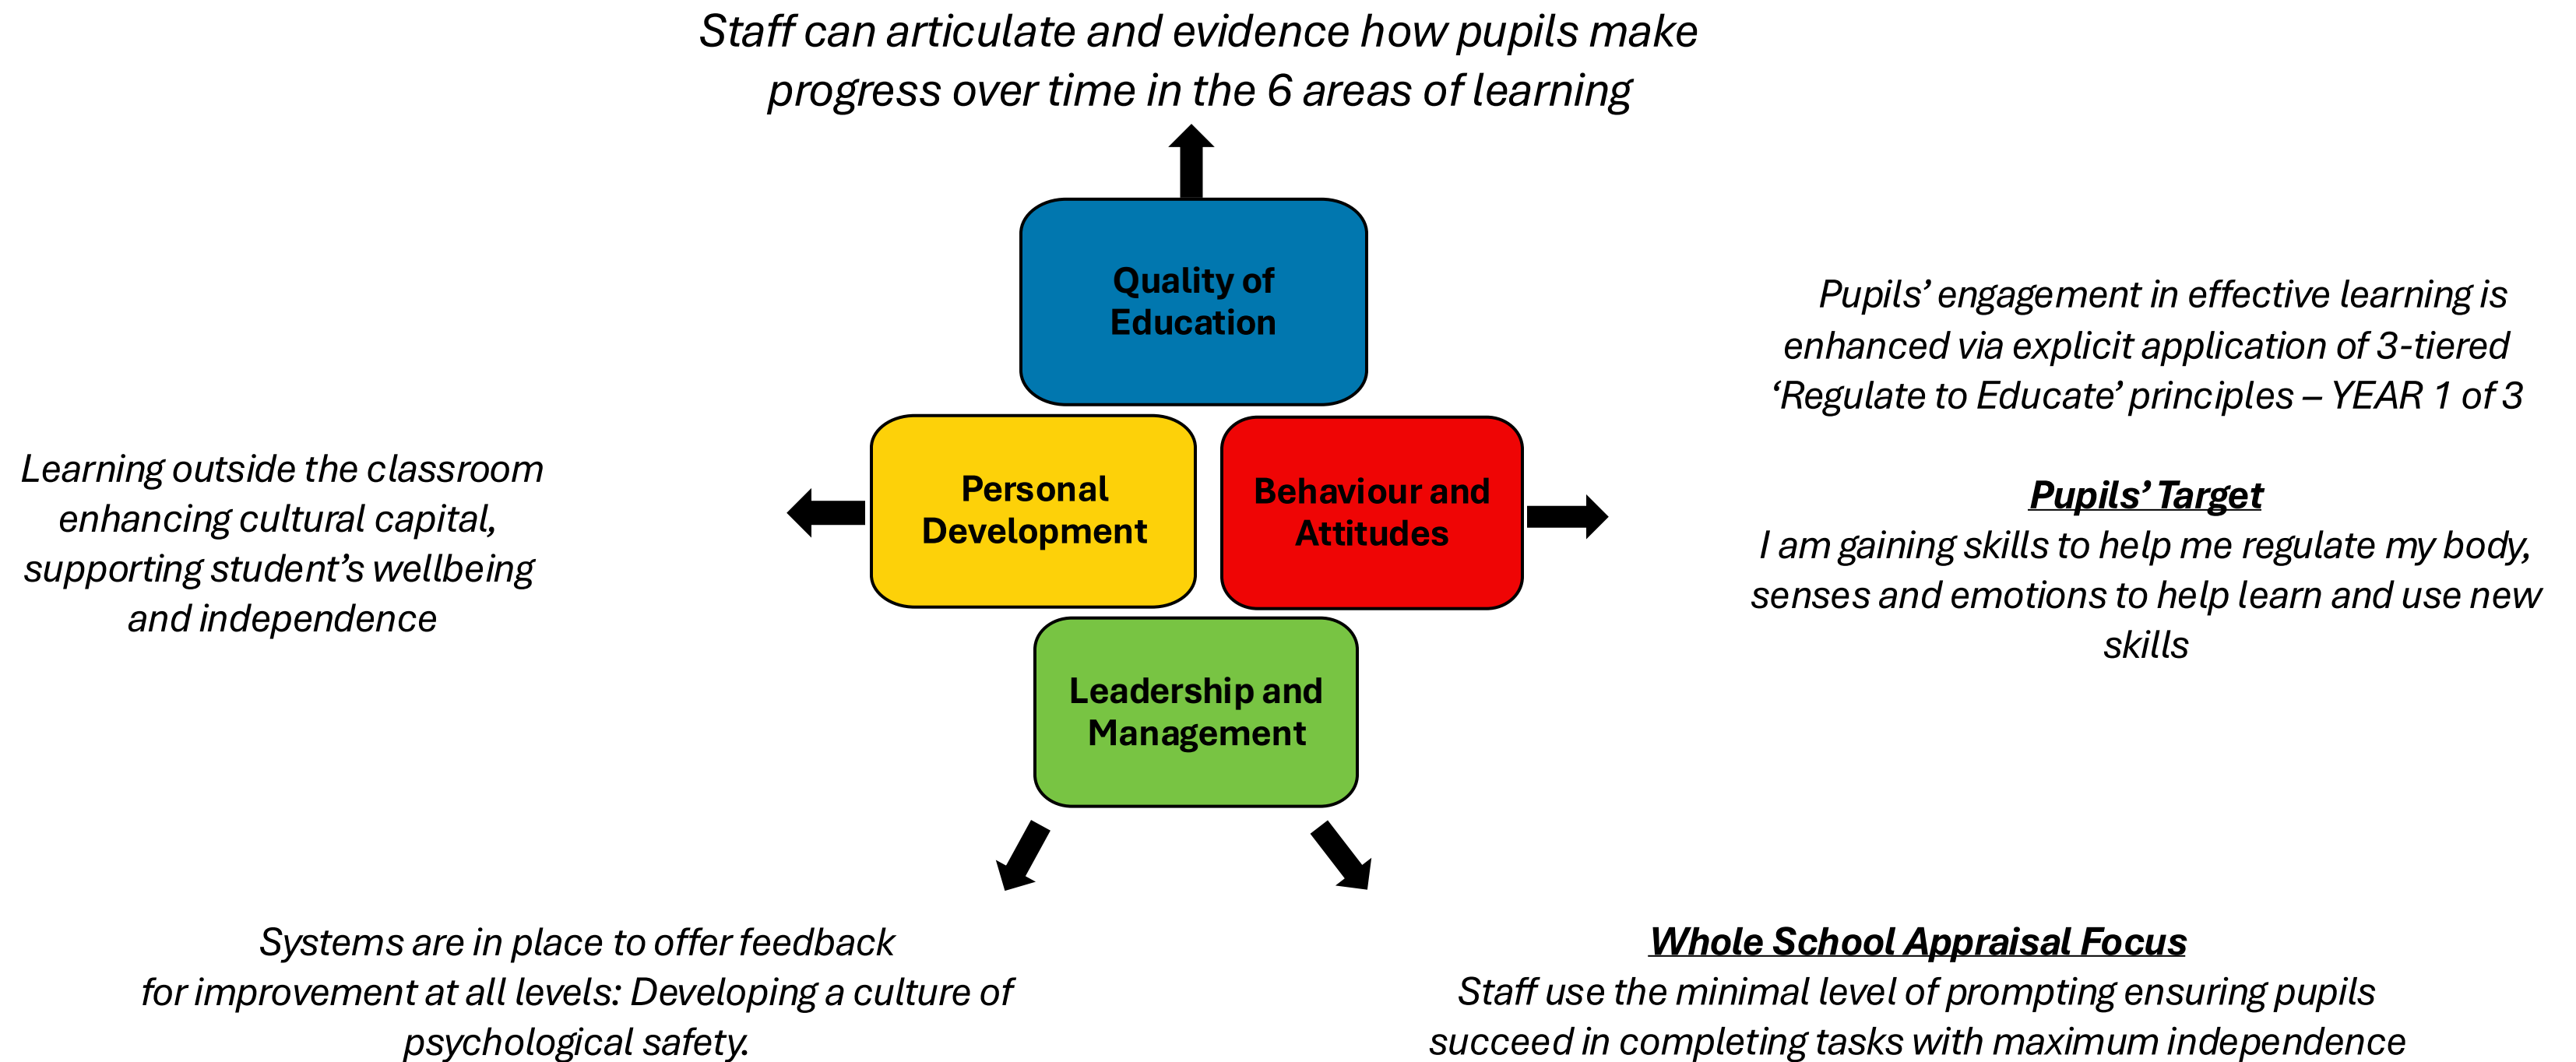 Staff can articulate and evidence how pupils make
progress over time in the 6 areas of learning
Quality of
Education
Pupils’ engagement in effective learning is
enhanced via explicit application of 3-tiered
‘Regulate to Educate’ principles – YEAR 1 of 3
Learning outside the classroom
enhancing cultural capital,
supporting student’s wellbeing
and independence
Personal
Development
Behaviour and
Attitudes
Pupils’ Target
I am gaining skills to help me regulate my body,
senses and emotions to help learn and use new
skills
Leadership and
Management
Systems are in place to offer feedback
for improvement at all levels: Developing a culture of
psychological safety.
Whole School Appraisal Focus
Staff use the minimal level of prompting ensuring pupils
succeed in completing tasks with maximum independence